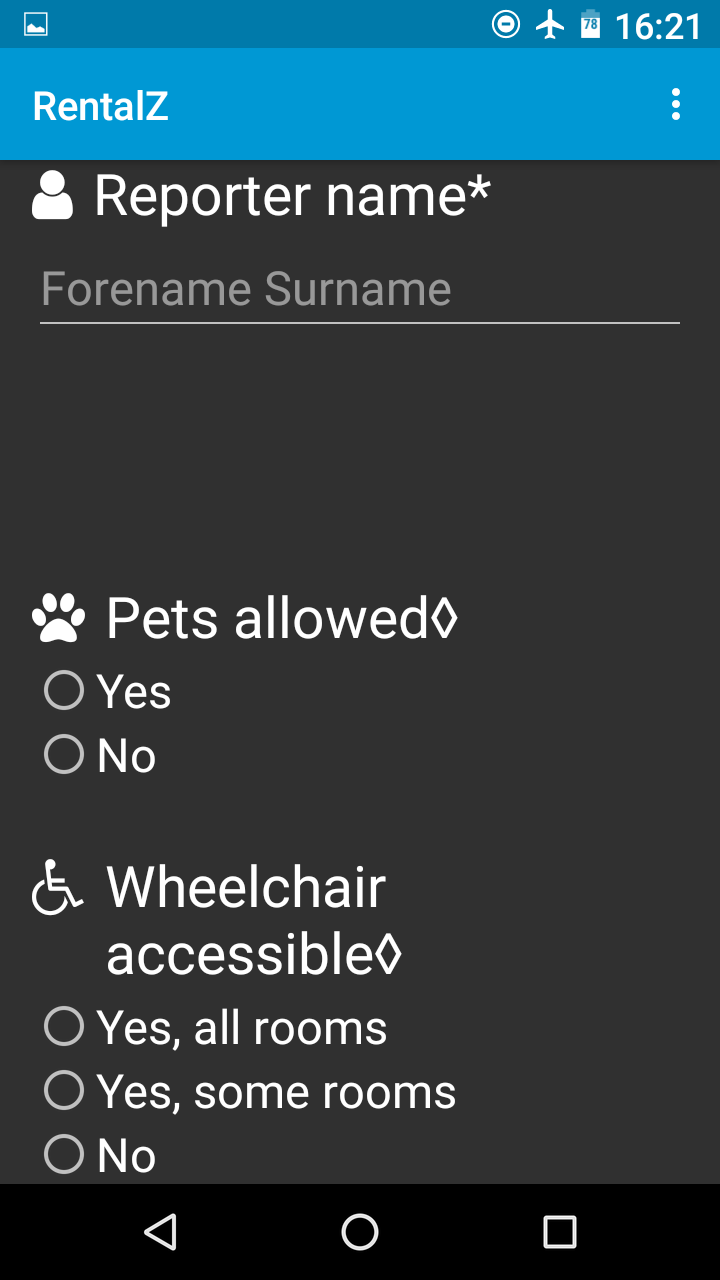 78 16:21
RentalZ
Reporter name*
Forename Surname
Pets allowed◊
Yes
No
Wheelchair
accessible◊
Yes, all rooms
Yes, some rooms
No